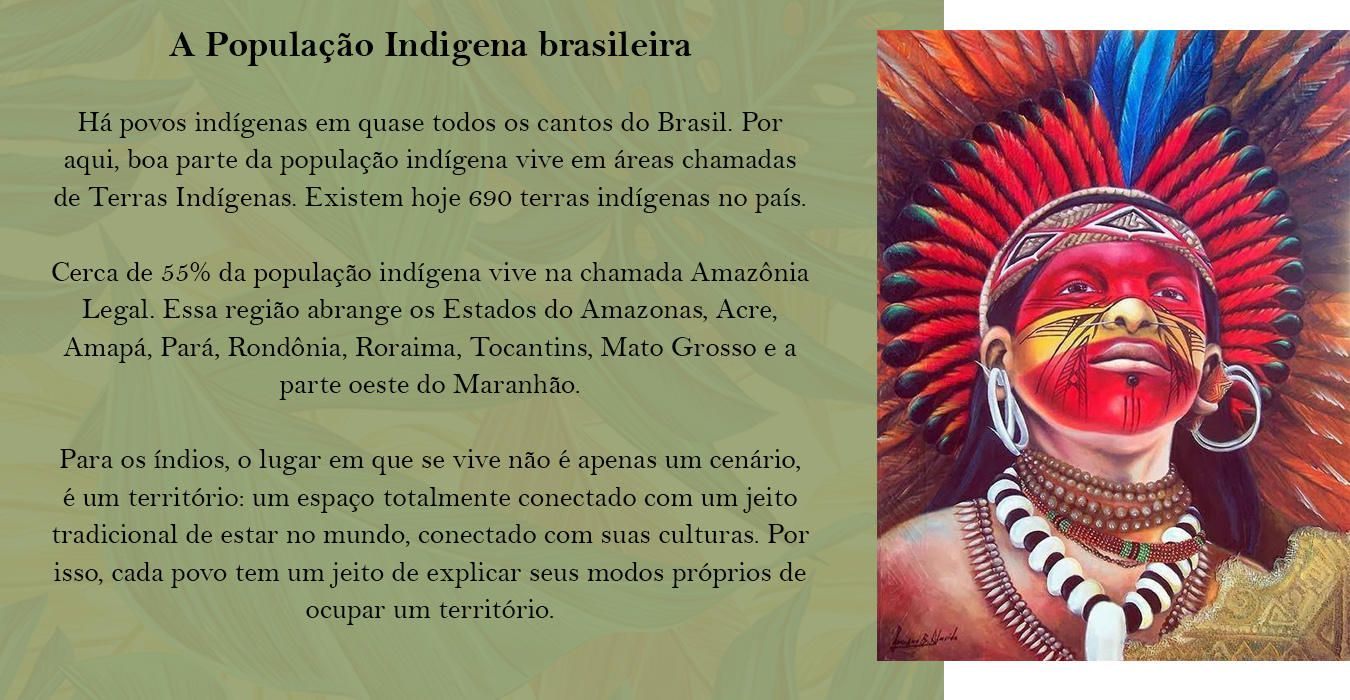 A População Indigena brasileira
Há povos indígenas em quase todos os cantos do Brasil. Por
aqui, boa parte da população indígena vive em áreas chamadas
de Terras Indígenas. Existem hoje 690 terras indígenas no país.
Cerca de 55% da população indígena vive na chamada Amazônia
Legal. Essa região abrange os Estados do Amazonas, Acre,
Amapá, Pará, Rondônia, Roraima, Tocantins, Mato Grosso e a
parte oeste do Maranhão.
Para os índios, o lugar em que se vive não é apenas um cenário,
é um território: um espaço totalmente conectado com um jeito
tradicional de estar no mundo, conectado com suas culturas. Por
isso, cada povo tem um jeito de explicar seus modos próprios de
ocupar um território.